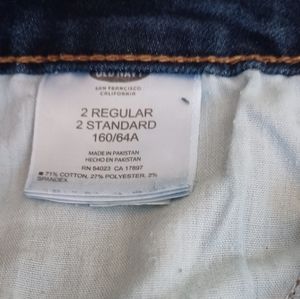 OLD NAVY
SAN FRANCISCO
CALIFORNIA
2 REGULAR
2 STANDARD
160/64A
MADE IN PAKISTAN
HECHO EN PAKISTAN
RN 54023 CA 17897
71% COTTON, 27% POLYESTER, 2%
SPANDEX